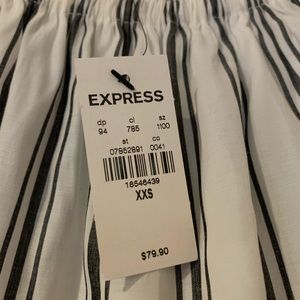 EXPRESS
dp cl sz
94 785 1100
st co
07852891 0041
18546439
XXS
$79.90